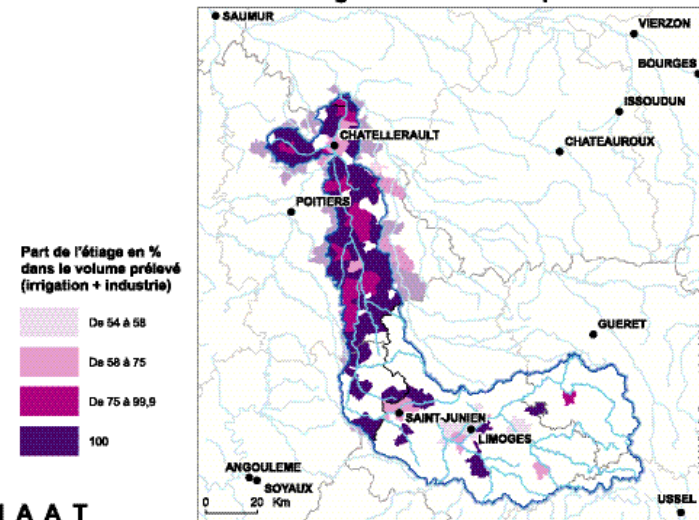 SAUMUR
VIERZON
BOURGES
ISSOUDUN
CHATELLERAULT
CHATEAUROUX
POITIERS
Part de l'étiage en %
dans le volume prélevé
(irrigation + industrie)
De 54 à 58
De 58 à 75
De 75 à 99,9
100
GUERET
SAINT-JUNIEN
LIMOGES
ANGOULEME
SOYAUX
0 20 Km
USSEL
I A A T